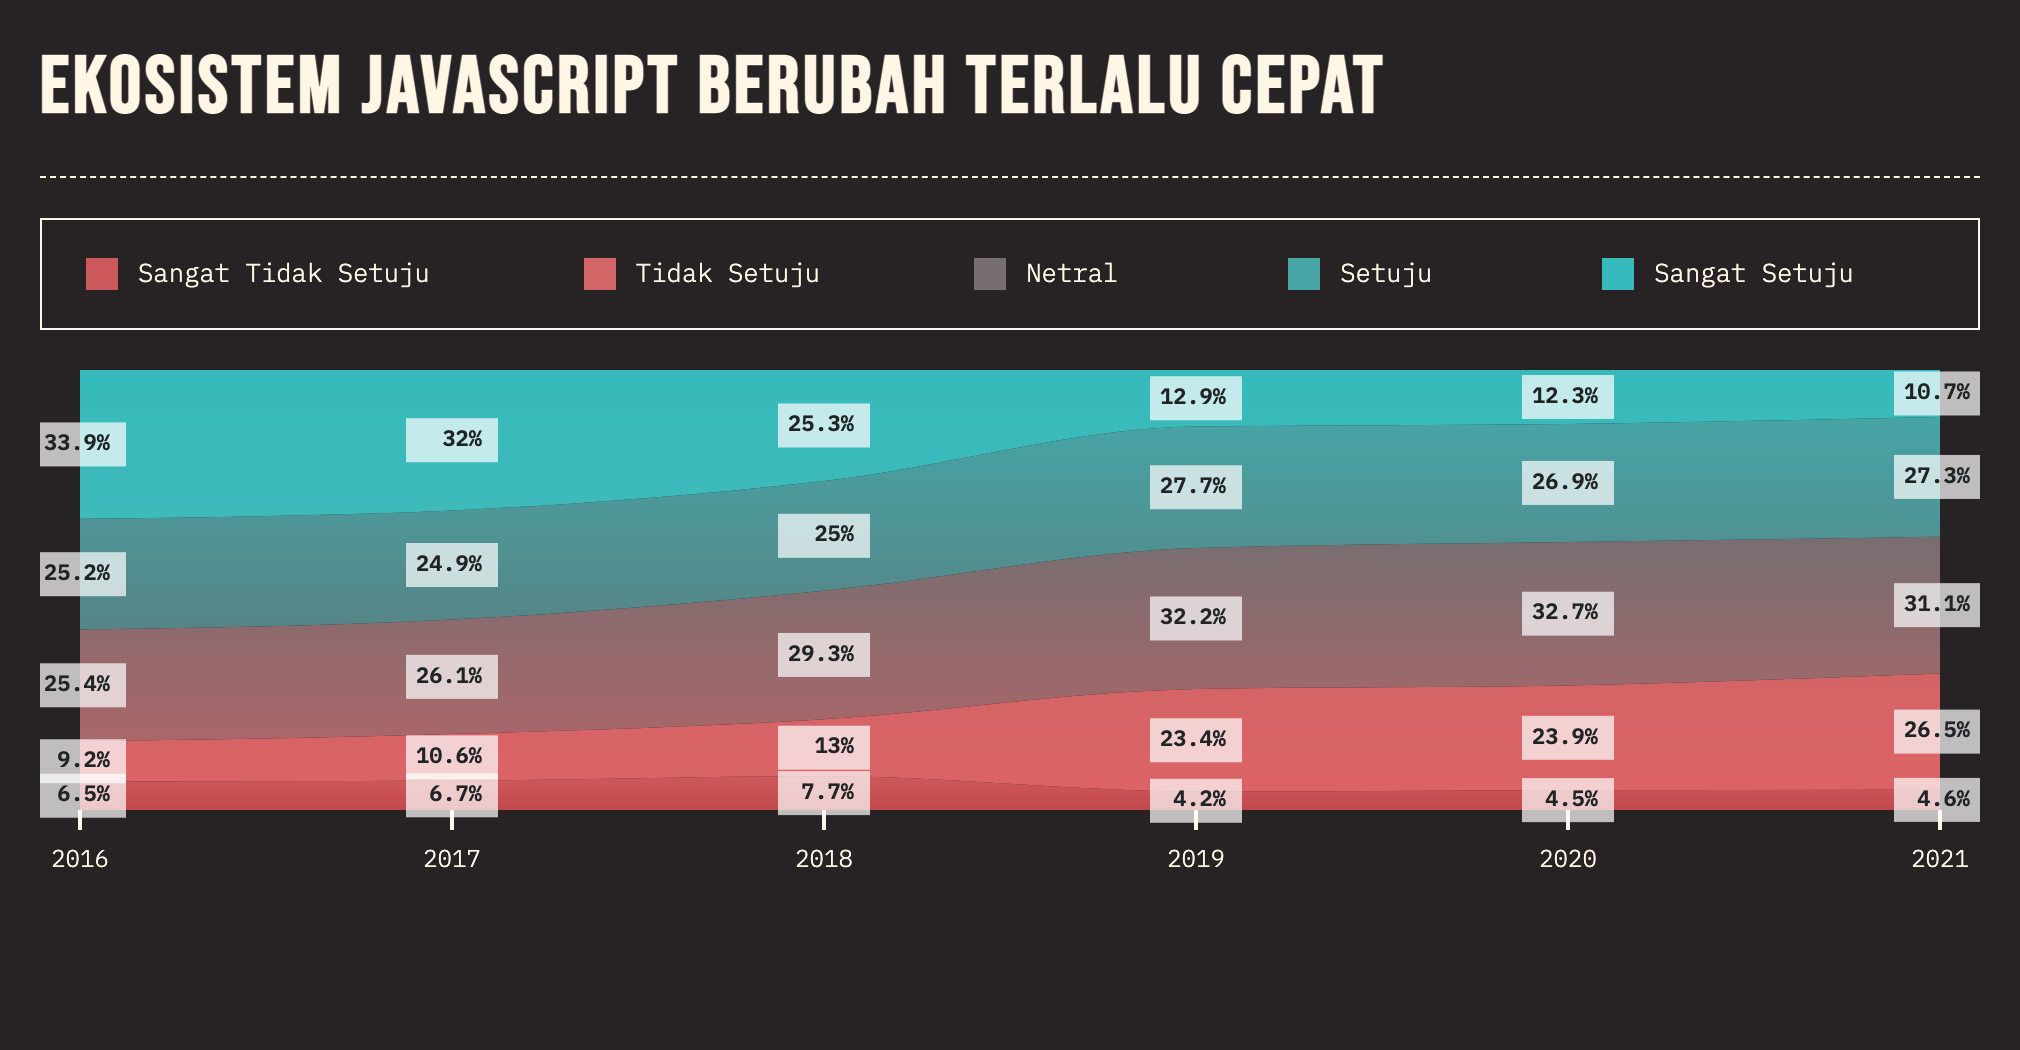 EKOSISTEM JAVASCRIPT BERUBAH TERLALU CEPAT
Sangat Tidak Setuju Tidak Setuju Netral Setuju Sangat Setuju
33.9% 32% 25.3% 12.9% 12.3% 10.7%
25.2% 24.9% 25% 27.7% 26.9% 27.3%
25.4% 26.1% 29.3% 32.2% 32.7% 31.1%
9.2% 10.6% 13% 23.4% 23.9% 26.5%
6.5% 6.7% 7.7% 4.2% 4.5% 4.6%
2016 2017 2018 2019 2020 2021